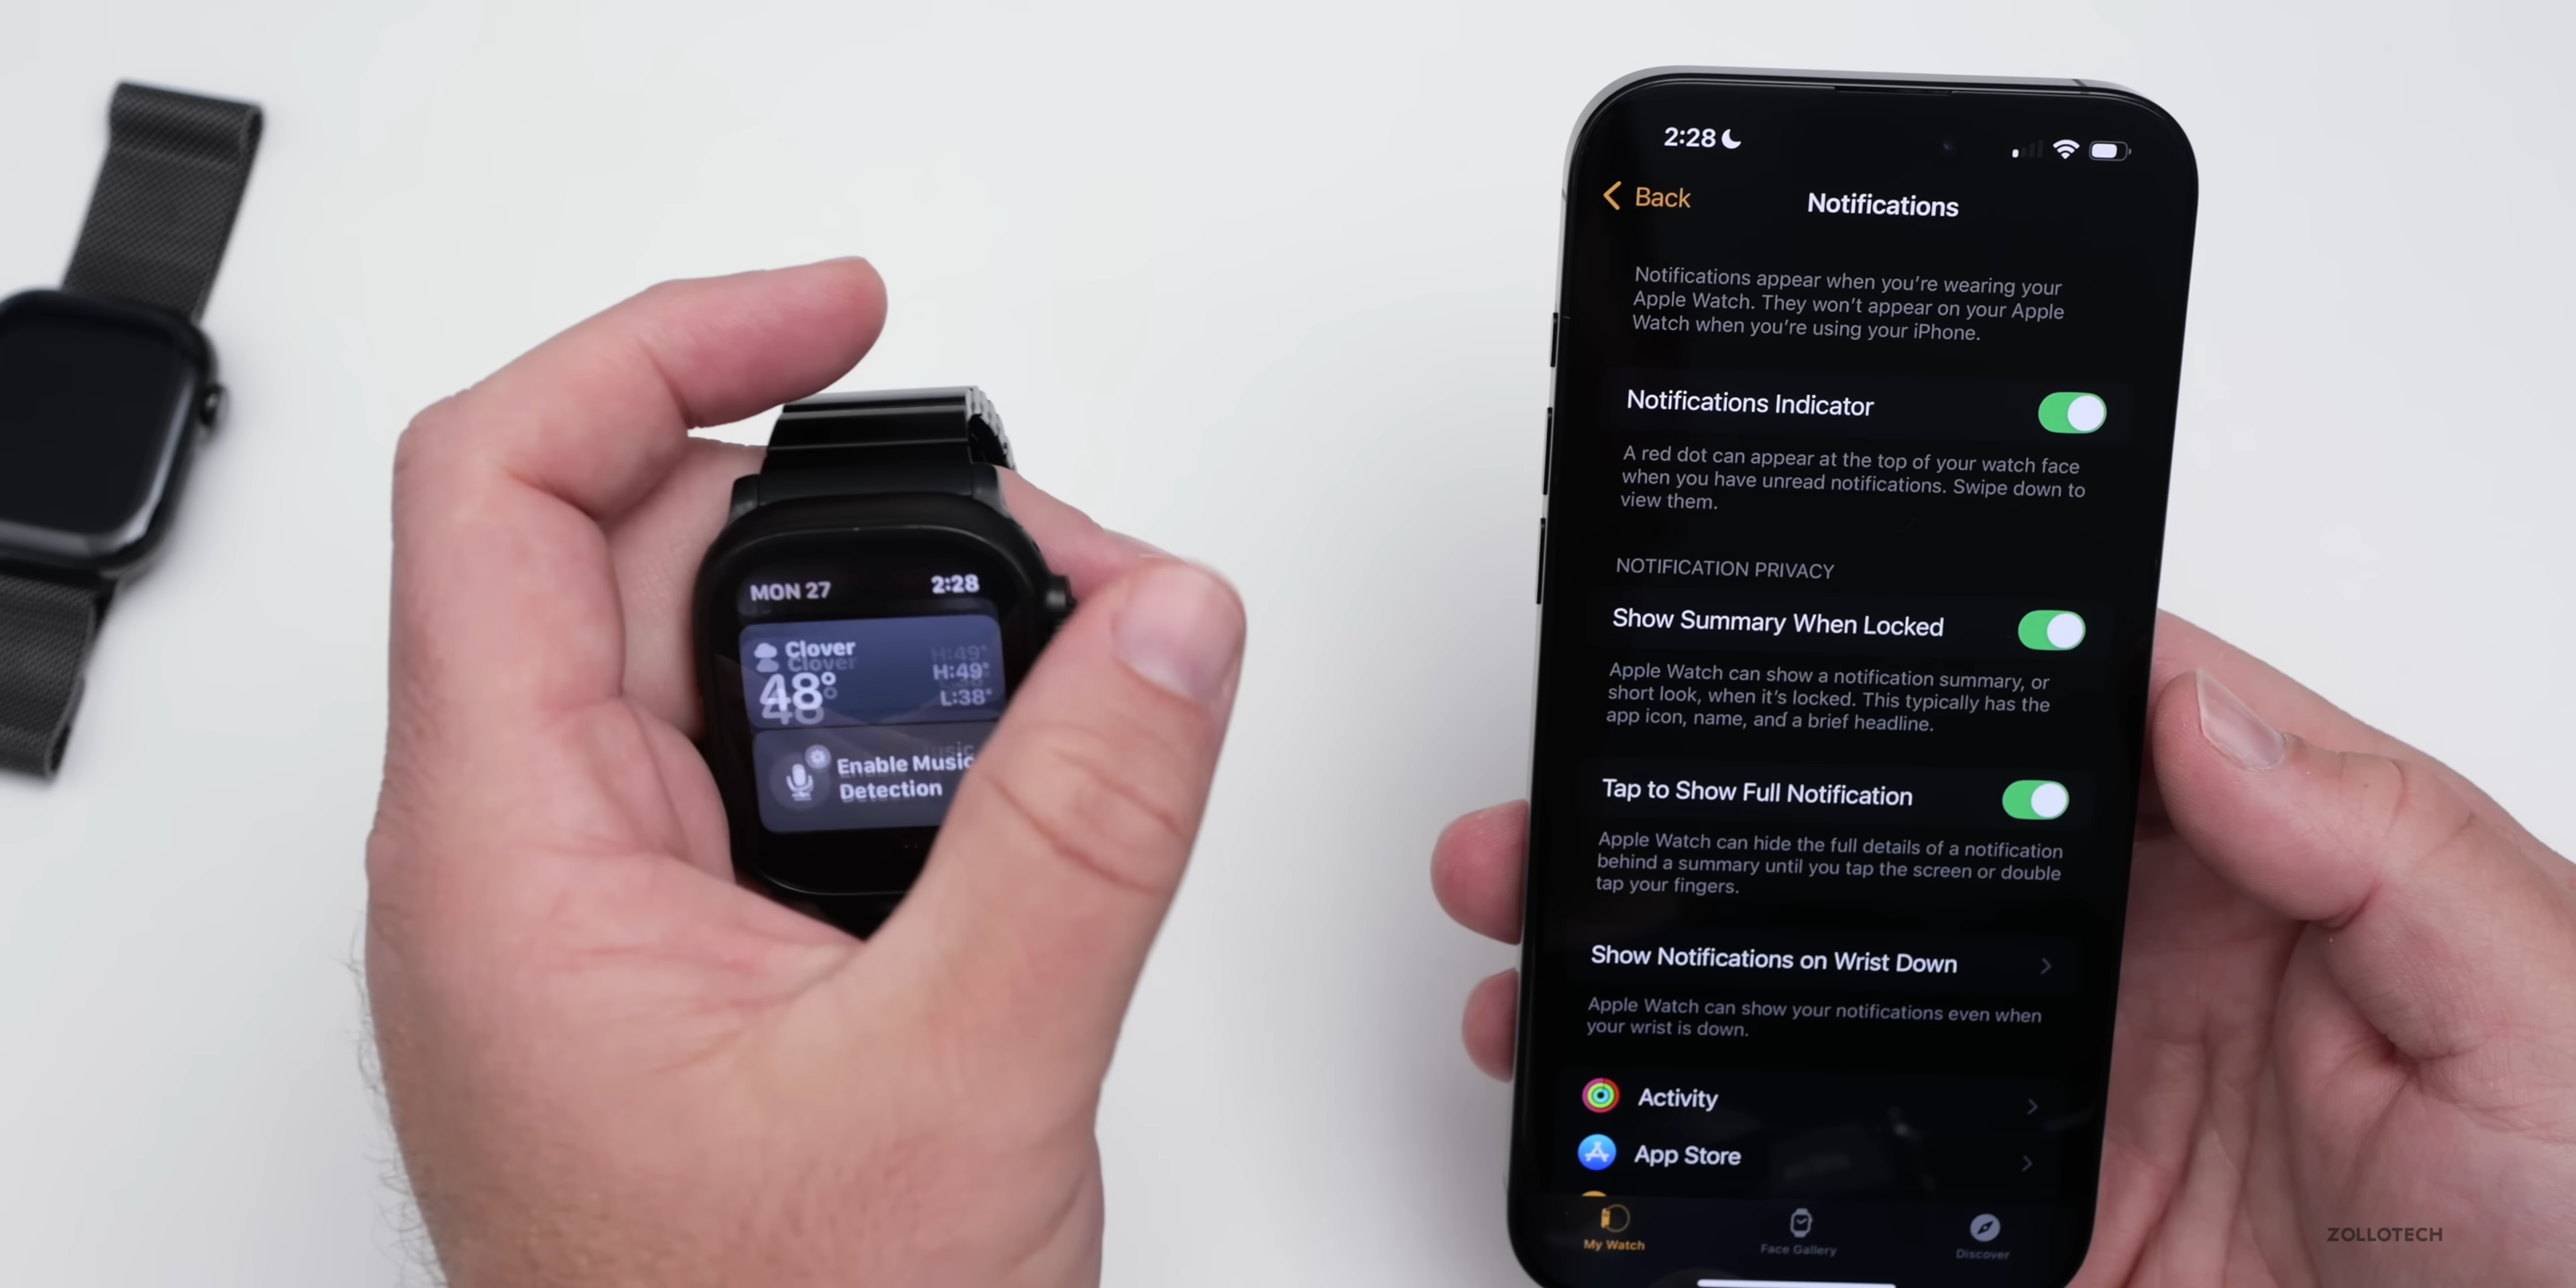 MON 27
2:28
Clover
48°
H:49°
L:38°
Enable Music
Detection
2:28
Back
Notifications
Notifications appear when you're wearing your
Apple Watch. They won't appear on your Apple
Watch when you're using your iPhone.
Notifications Indicator
A red dot can appear at the top of your watch face
when you have unread notifications. Swipe down to
view them.
NOTIFICATION PRIVACY
Show Summary When Locked
Apple Watch can show a notification summary, or
short look, when it's locked. This typically has the
app icon, name, and a brief headline.
Tap to Show Full Notification
Apple Watch can hide the full details of a notification
behind a summary until you tap the screen or double
tap your fingers.
Show Notifications on Wrist Down
Apple Watch can show your notifications even when
your wrist is down.
Activity
App Store
My Watch
Face Gallery
Discover
ZOLLOTECH